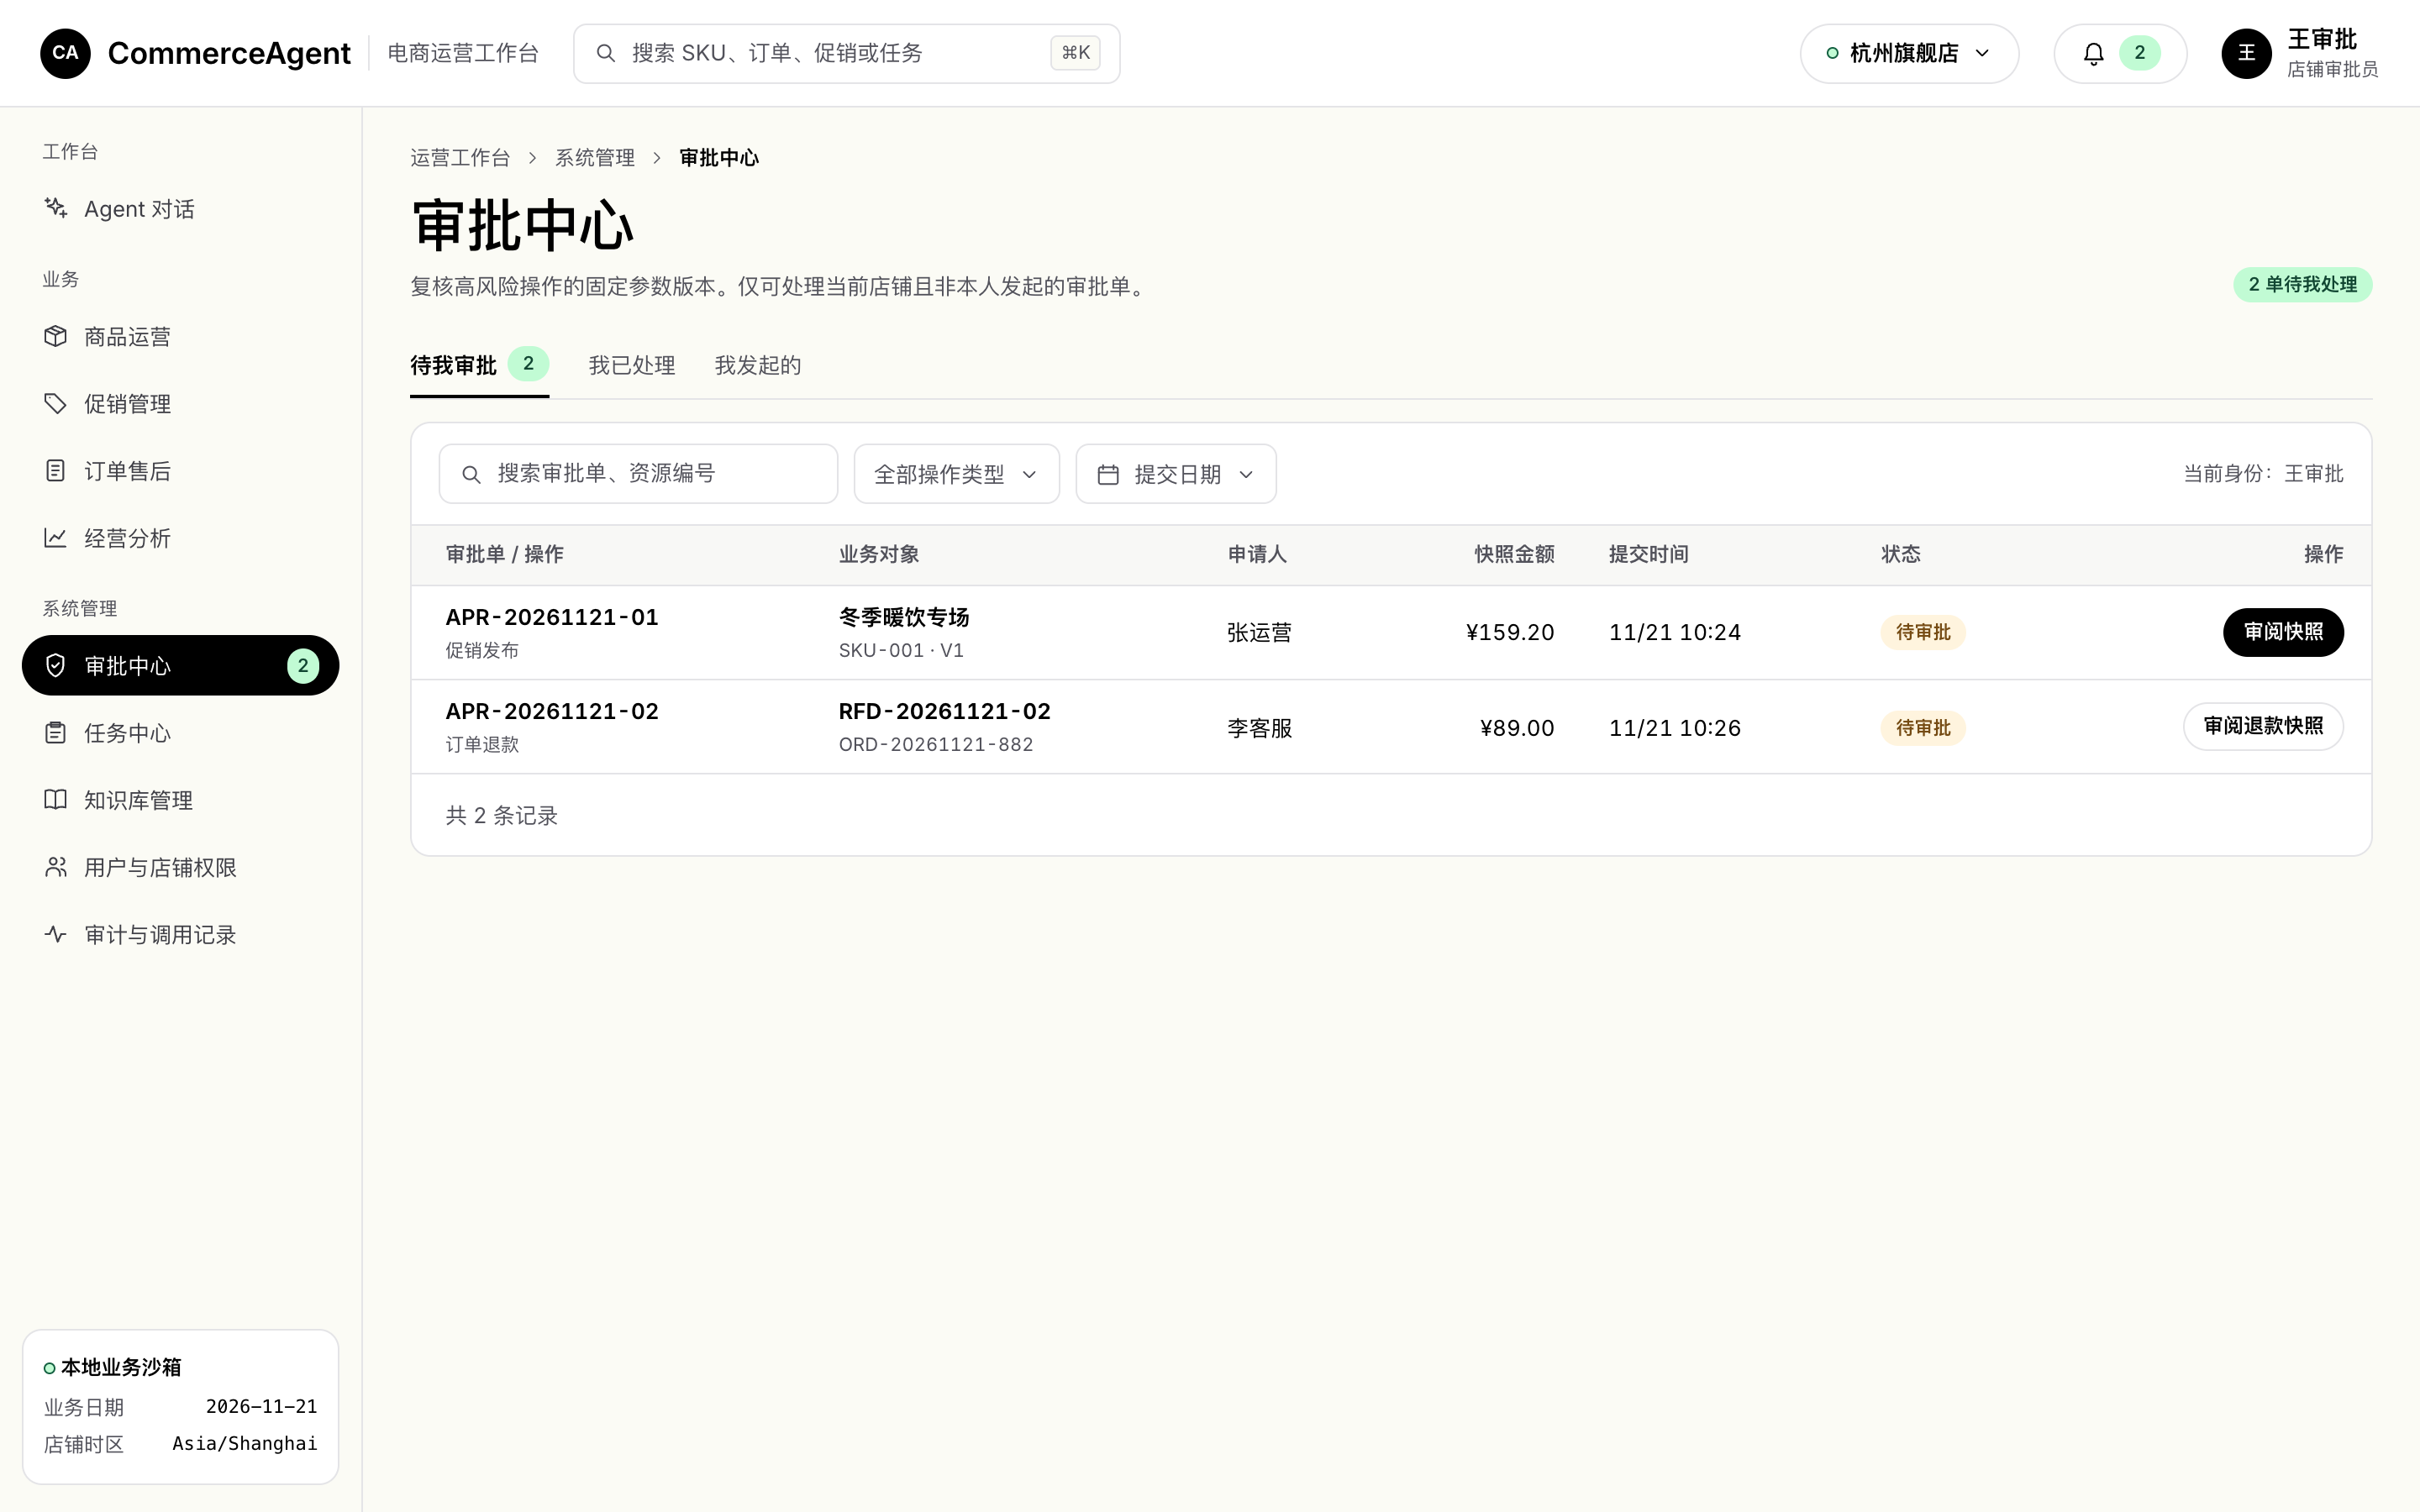 CA CommerceAgent 电商运营工作台 搜索 SKU、订单、促销或任务 ⌘K 杭州旗舰店 2 王 王审批
店铺审批员
工作台
Agent 对话
业务
商品运营
促销管理
订单售后
经营分析
系统管理
审批中心 2
任务中心
知识库管理
用户与店铺权限
审计与调用记录
本地业务沙箱
业务日期 2026-11-21
店铺时区 Asia/Shanghai
运营工作台 > 系统管理 > 审批中心
审批中心
复核高风险操作的固定参数版本。仅可处理当前店铺且非本人发起的审批单。 2 单待我处理
待我审批 2 我已处理 我发起的
搜索审批单、资源编号 全部操作类型 提交日期 当前身份：王审批
审批单 / 操作 业务对象 申请人 快照金额 提交时间 状态 操作
APR-20261121-01 冬季暖饮专场 张运营 ¥159.20 11/21 10:24 待审批 审阅快照
促销发布 SKU-001 · V1
APR-20261121-02 RFD-20261121-02 李客服 ¥89.00 11/21 10:26 待审批 审阅退款快照
订单退款 ORD-20261121-882
共 2 条记录